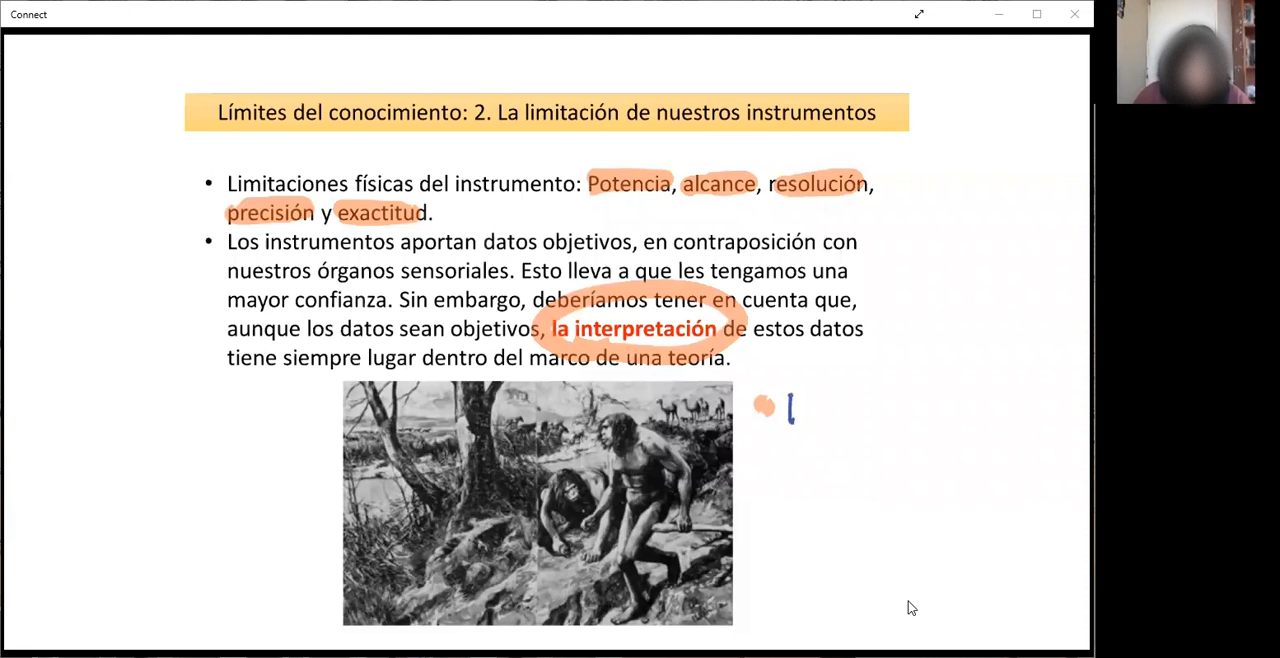 Connect
Límites del conocimiento: 2. La limitación de nuestros instrumentos
• Limitaciones físicas del instrumento: Potencia, alcance, resolución,
precisión y exactitud.
• Los instrumentos aportan datos objetivos, en contraposición con
nuestros órganos sensoriales. Esto lleva a que les tengamos una
mayor confianza. Sin embargo, deberíamos tener en cuenta que,
aunque los datos sean objetivos, la interpretación de estos datos
tiene siempre lugar dentro del marco de una teoría.